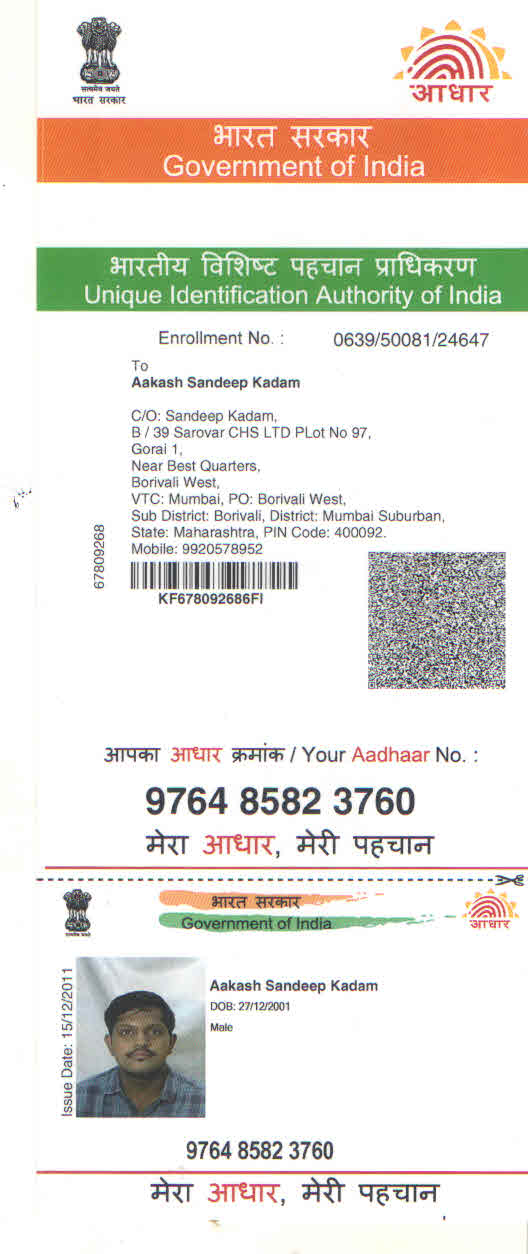 सत्यमेव जयते
भारत सरकार
आधार
भारत सरकार
Government of India
भारतीय विशिष्ट पहचान प्राधिकरण
Unique Identification Authority of India
Enrollment No. : 0639/50081/24647
To
Aakash Sandeep Kadam
C/O: Sandeep Kadam,
B / 39 Sarovar CHS LTD PLot No 97,
Gorai 1,
Near Best Quarters,
Borivali West,
VTC: Mumbai, PO: Borivali West,
Sub District: Borivali, District: Mumbai Suburban,
State: Maharashtra, PIN Code: 400092.
Mobile: 9920578952
67809268
KF678092686FI
आपका आधार क्रमांक / Your Aadhaar No. :
9764 8582 3760
मेरा आधार, मेरी पहचान
भारत सरकार
Government of India
आधार
Issue Date: 15/12/2011
Aakash Sandeep Kadam
DOB: 27/12/2001
Male
9764 8582 3760
मेरा आधार, मेरी पहचान